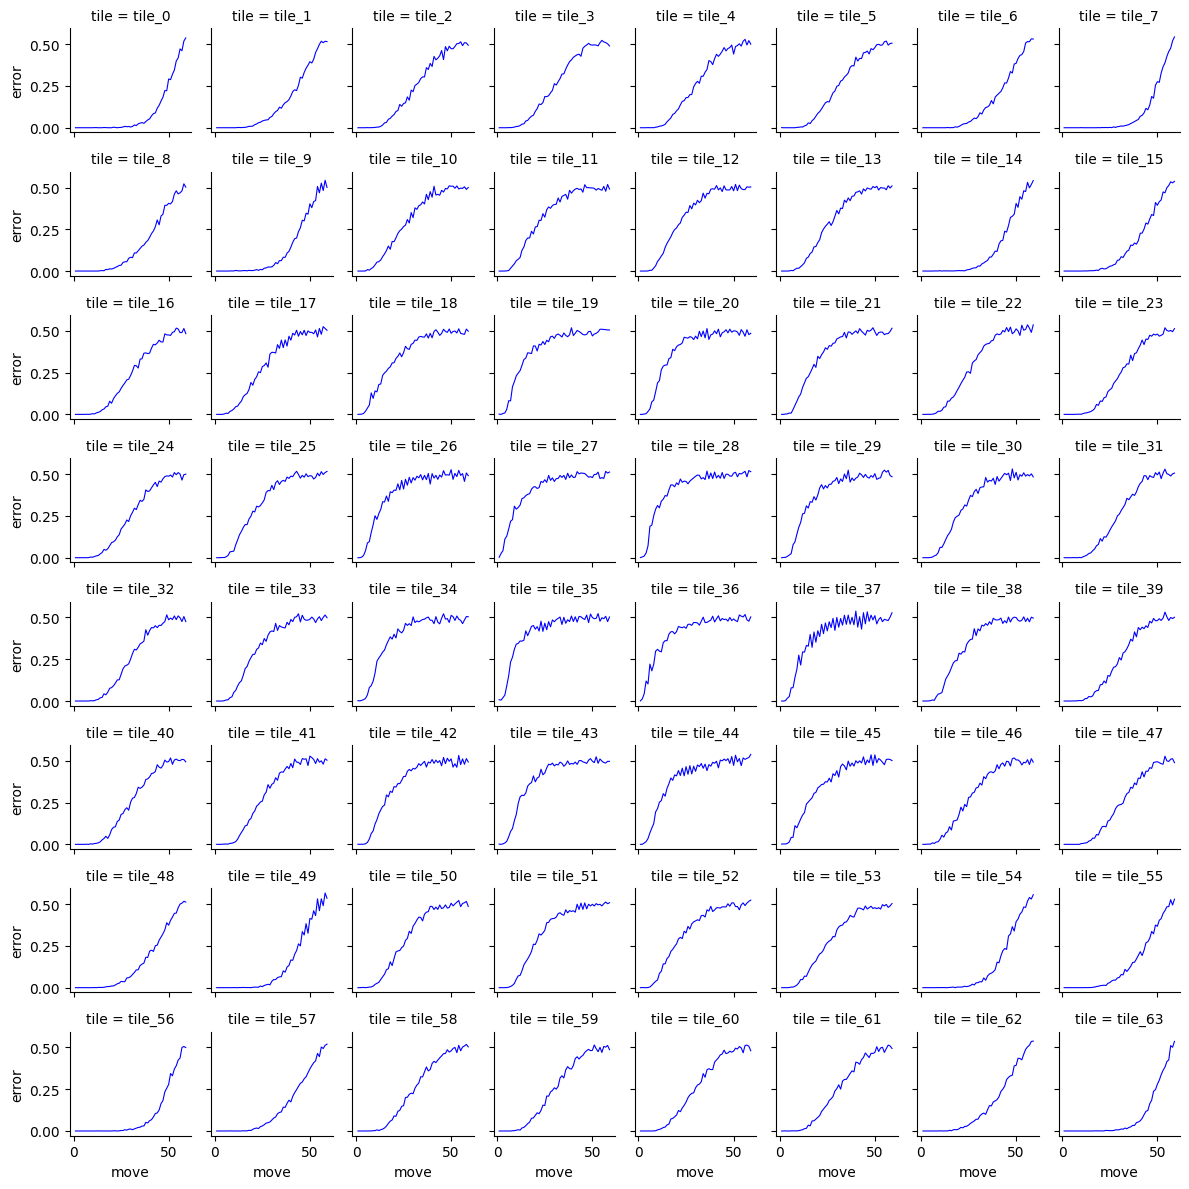 tile = tile_0 tile = tile_1 tile = tile_2 tile = tile_3 tile = tile_4 tile = tile_5 tile = tile_6 tile = tile_7
0.50
0.25
0.00
error
tile = tile_8 tile = tile_9 tile = tile_10 tile = tile_11 tile = tile_12 tile = tile_13 tile = tile_14 tile = tile_15
0.50
0.25
0.00
error
tile = tile_16 tile = tile_17 tile = tile_18 tile = tile_19 tile = tile_20 tile = tile_21 tile = tile_22 tile = tile_23
0.50
0.25
0.00
error
tile = tile_24 tile = tile_25 tile = tile_26 tile = tile_27 tile = tile_28 tile = tile_29 tile = tile_30 tile = tile_31
0.50
0.25
0.00
error
tile = tile_32 tile = tile_33 tile = tile_34 tile = tile_35 tile = tile_36 tile = tile_37 tile = tile_38 tile = tile_39
0.50
0.25
0.00
error
tile = tile_40 tile = tile_41 tile = tile_42 tile = tile_43 tile = tile_44 tile = tile_45 tile = tile_46 tile = tile_47
0.50
0.25
0.00
error
tile = tile_48 tile = tile_49 tile = tile_50 tile = tile_51 tile = tile_52 tile = tile_53 tile = tile_54 tile = tile_55
0.50
0.25
0.00
error
tile = tile_56 tile = tile_57 tile = tile_58 tile = tile_59 tile = tile_60 tile = tile_61 tile = tile_62 tile = tile_63
0.50
0.25
0.00
error
0 50 0 50 0 50 0 50 0 50 0 50 0 50 0 50
move move move move move move move move